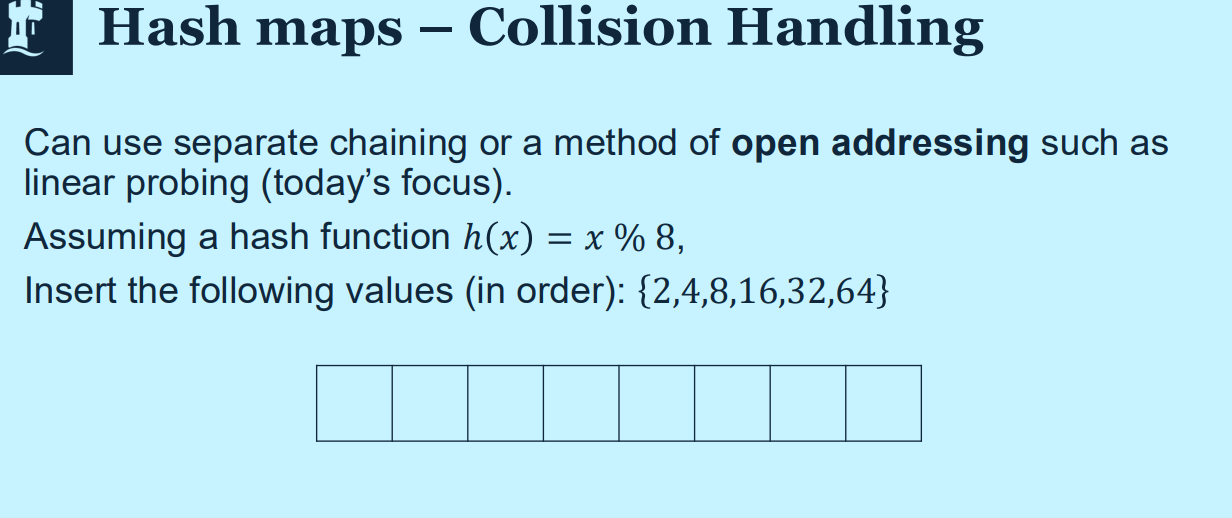 Hash maps – Collision Handling
Can use separate chaining or a method of open addressing such as
linear probing (today’s focus).
Assuming a hash function h(x) = x % 8,
Insert the following values (in order): {2,4,8,16,32,64}